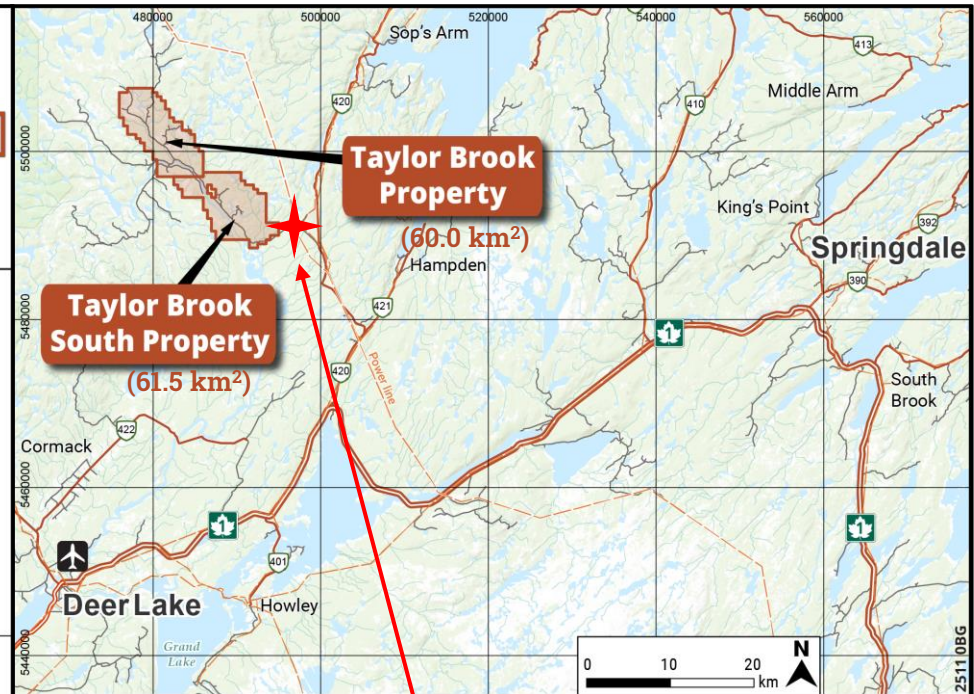 480000
500000
520000
540000
560000
Sop's Arm
413
Middle Arm
410
420
5500000
Taylor Brook
Property
(60.0 km²)
King's Point
392
Springdale
Hampden
390
Taylor Brook
South Property
(61.5 km²)
5480000
421
1
Power line
420
South
Brook
422
Cormack
5460000
1
1
401
Deer Lake
Howley
Grand
Lake
5440000
N
0 10 20
km
25110BG